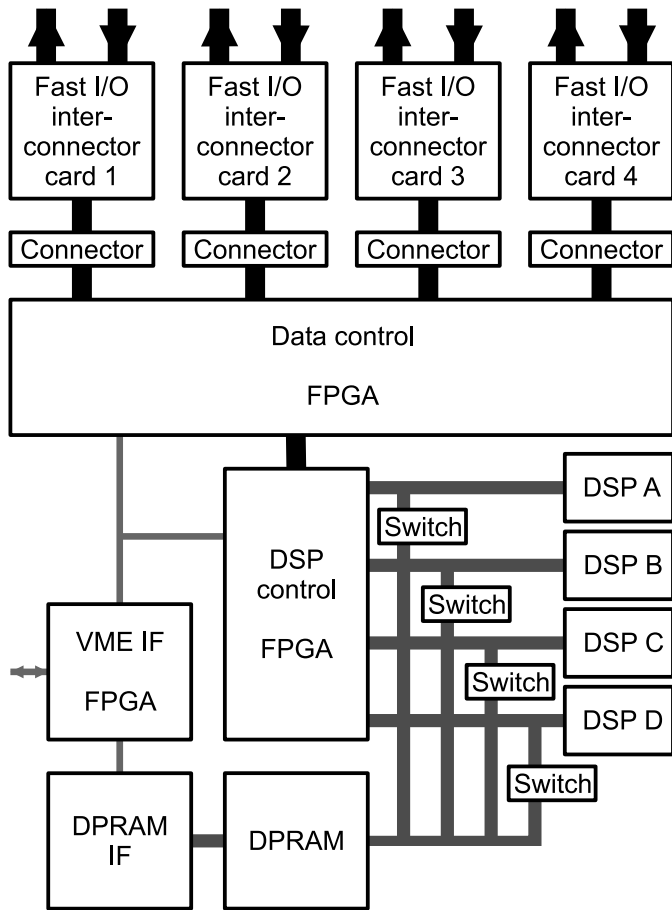 Fast I/O
inter-
connector
card 1
Fast I/O
inter-
connector
card 2
Fast I/O
inter-
connector
card 3
Fast I/O
inter-
connector
card 4
Connector
Connector
Connector
Connector
Data control
FPGA
DSP
control
FPGA
DSP A
Switch
DSP B
Switch
DSP C
Switch
DSP D
Switch
VME IF
FPGA
DPRAM
IF
DPRAM